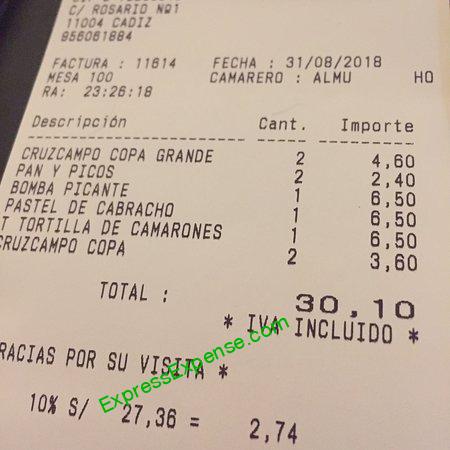 C/ ROSARIO Nº1
11004 CADIZ
956061884
FACTURA : 11614 FECHA : 31/08/2018
MESA 100 CAMARERO : ALMU HO
RA: 23:26:18
Descripción Cant. Importe
CRUZCAMPO COPA GRANDE 2 4,60
PAN Y PICOS 2 2,40
BOMBA PICANTE 1 6,50
PASTEL DE CABRACHO 1 6,50
T TORTILLA DE CAMARONES 1 6,50
CRUZCAMPO COPA 2 3,60
TOTAL : 30,10
* IVA INCLUIDO *
RACIAS POR SU VISITA *
ExpressExpense.com
10% S/ 27,36 = 2,74